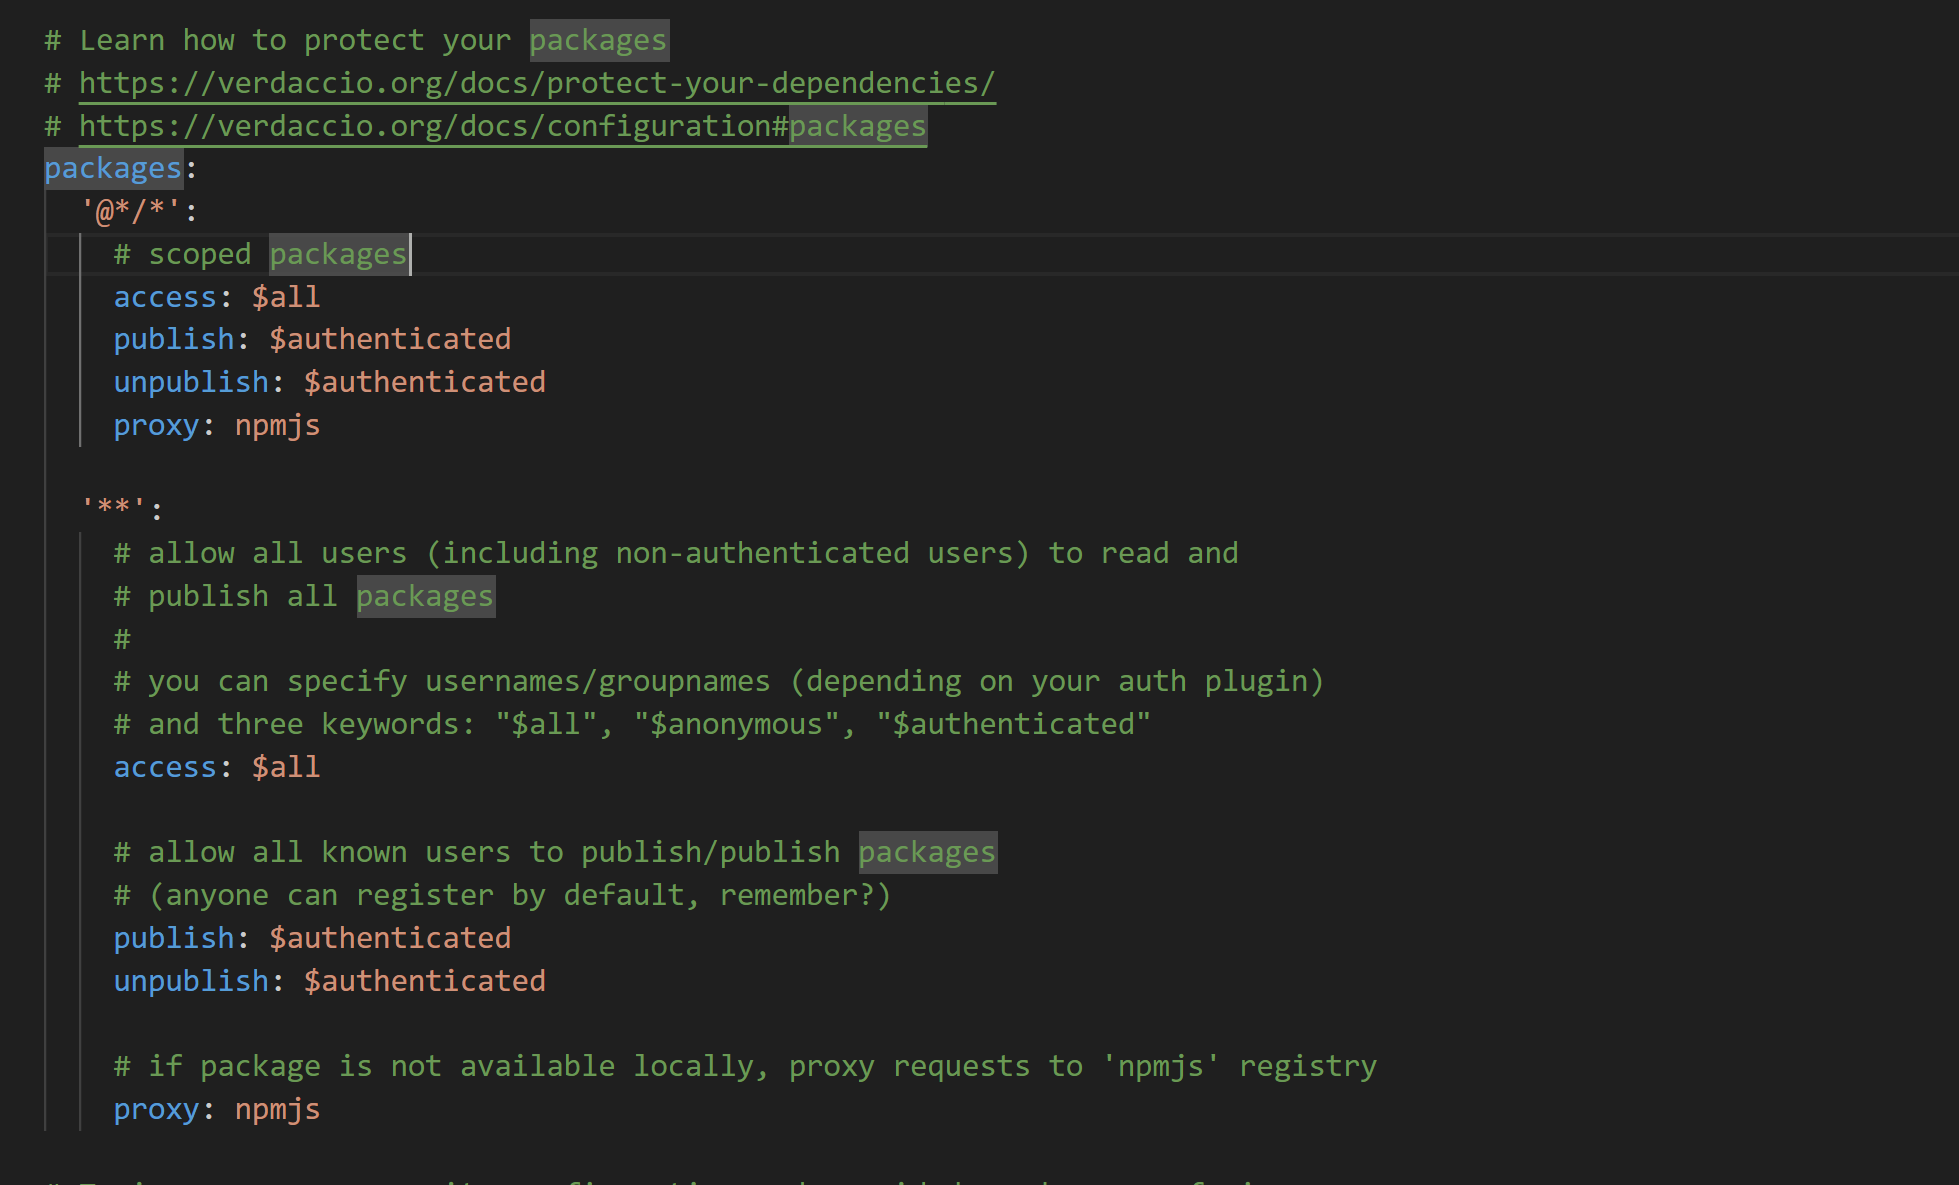 # Learn how to protect your packages
# https://verdaccio.org/docs/protect-your-dependencies/
# https://verdaccio.org/docs/configuration#packages
packages:
  '@*/*':
    # scoped packages
    access: $all
    publish: $authenticated
    unpublish: $authenticated
    proxy: npmjs

  '**':
    # allow all users (including non-authenticated users) to read and
    # publish all packages
    #
    # you can specify usernames/groupnames (depending on your auth plugin)
    # and three keywords: "$all", "$anonymous", "$authenticated"
    access: $all

    # allow all known users to publish/publish packages
    # (anyone can register by default, remember?)
    publish: $authenticated
    unpublish: $authenticated

    # if package is not available locally, proxy requests to 'npmjs' registry
    proxy: npmjs